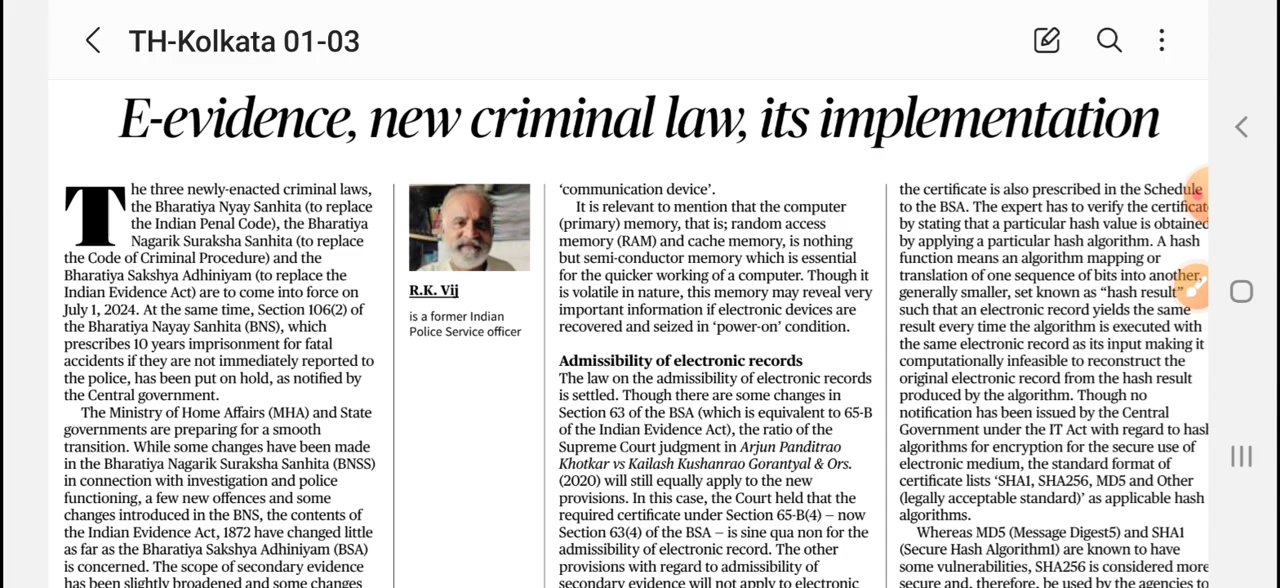 TH-Kolkata 01-03
E-evidence, new criminal law, its implementation
The three newly-enacted criminal laws,
the Bharatiya Nyay Sanhita (to replace
the Indian Penal Code), the Bharatiya
Nagarik Suraksha Sanhita (to replace
the Code of Criminal Procedure) and the
Bharatiya Sakshya Adhiniyam (to replace the
Indian Evidence Act) are to come into force on
July 1, 2024. At the same time, Section 106(2) of
the Bharatiya Nayay Sanhita (BNS), which
prescribes 10 years imprisonment for fatal
accidents if they are not immediately reported to
the police, has been put on hold, as notified by
the Central government.
The Ministry of Home Affairs (MHA) and State
governments are preparing for a smooth
transition. While some changes have been made
in the Bharatiya Nagarik Suraksha Sanhita (BNSS)
in connection with investigation and police
functioning, a few new offences and some
changes introduced in the BNS, the contents of
the Indian Evidence Act, 1872 have changed little
as far as the Bharatiya Sakshya Adhiniyam (BSA)
is concerned. The scope of secondary evidence
has been slightly broadened and some changes
R.K. Vij
is a former Indian
Police Service officer
‘communication device’.
It is relevant to mention that the computer
(primary) memory, that is; random access
memory (RAM) and cache memory, is nothing
but semi-conductor memory which is essential
for the quicker working of a computer. Though it
is volatile in nature, this memory may reveal very
important information if electronic devices are
recovered and seized in ‘power-on’ condition.
Admissibility of electronic records
The law on the admissibility of electronic records
is settled. Though there are some changes in
Section 63 of the BSA (which is equivalent to 65-B
of the Indian Evidence Act), the ratio of the
Supreme Court judgment in Arjun Panditrao
Khotkar vs Kailash Kushanrao Gorantyal & Ors.
(2020) will still equally apply to the new
provisions. In this case, the Court held that the
required certificate under Section 65-B(4) — now
Section 63(4) of the BSA — is sine qua non for the
admissibility of electronic record. The other
provisions with regard to admissibility of
secondary evidence will not apply to electronic
the certificate is also prescribed in the Schedule
to the BSA. The expert has to verify the certificat
by stating that a particular hash value is obtained
by applying a particular hash algorithm. A hash
function means an algorithm mapping or
translation of one sequence of bits into another,
generally smaller, set known as “hash result”
such that an electronic record yields the same
result every time the algorithm is executed with
the same electronic record as its input making it
computationally infeasible to reconstruct the
original electronic record from the hash result
produced by the algorithm. Though no
notification has been issued by the Central
Government under the IT Act with regard to hash
algorithms for encryption for the secure use of
electronic medium, the standard format of
certificate lists ‘SHA1, SHA256, MD5 and Other
(legally acceptable standard)’ as applicable hash
algorithms.
Whereas MD5 (Message Digest5) and SHA1
(Secure Hash Algorithm1) are known to have
some vulnerabilities, SHA256 is considered more
secure and, therefore, be used by the agencies to